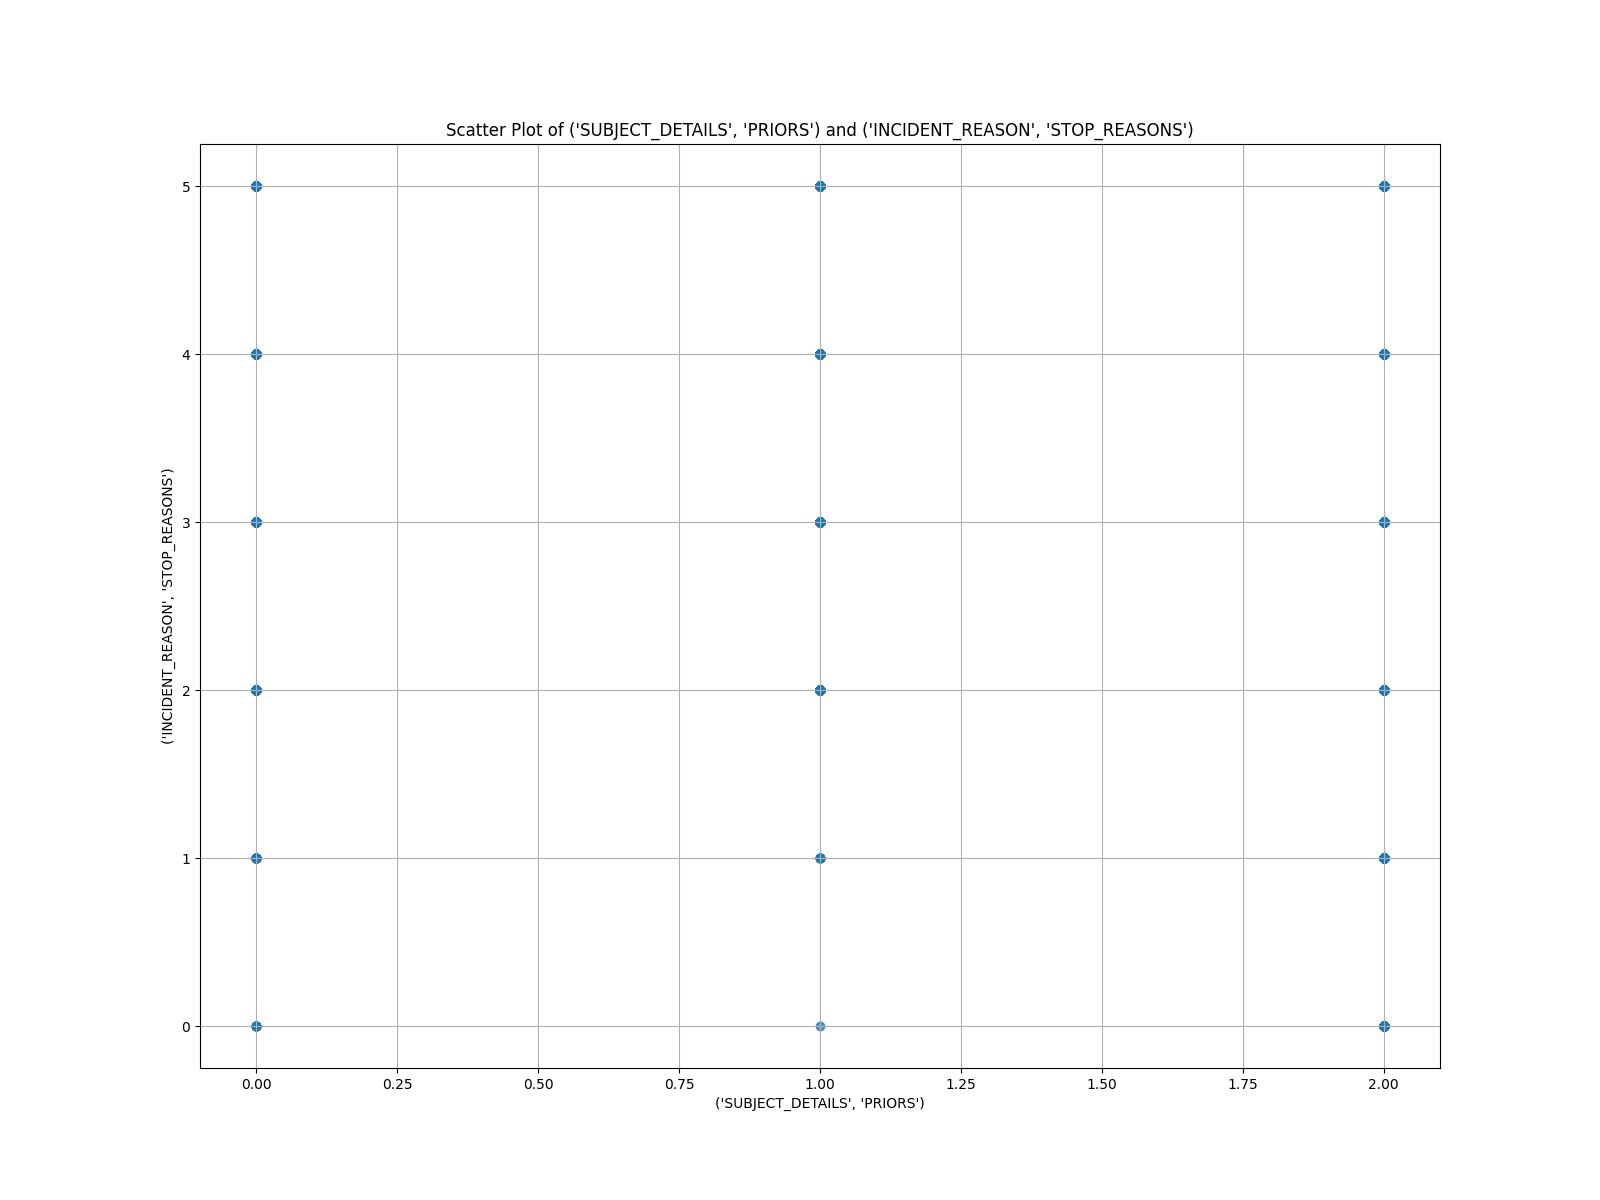 Scatter Plot of ('SUBJECT_DETAILS', 'PRIORS') and ('INCIDENT_REASON', 'STOP_REASONS')
5
4
3
2
1
0
('INCIDENT_REASON', 'STOP_REASONS')
0.00 0.25 0.50 0.75 1.00 1.25 1.50 1.75 2.00
('SUBJECT_DETAILS', 'PRIORS')